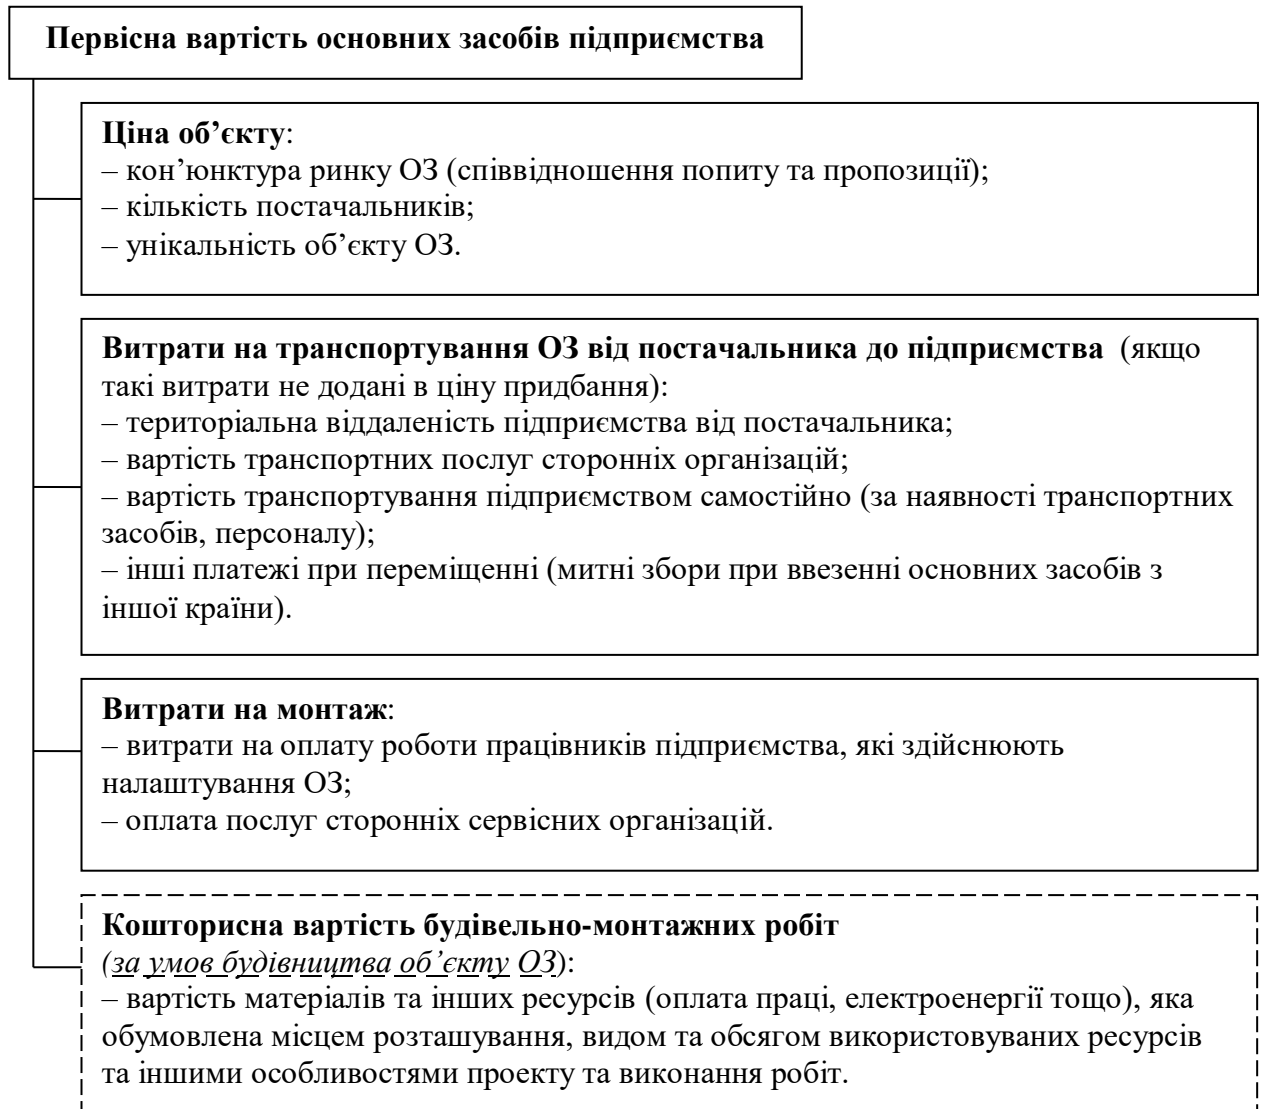 Первісна вартість основних засобів підприємства
Ціна об’єкту:
– кон’юнктура ринку ОЗ (співвідношення попиту та пропозиції);
– кількість постачальників;
– унікальність об’єкту ОЗ.
Витрати на транспортування ОЗ від постачальника до підприємства (якщо
такі витрати не додані в ціну придбання):
– територіальна віддаленість підприємства від постачальника;
– вартість транспортних послуг сторонніх організацій;
– вартість транспортування підприємством самостійно (за наявності транспортних
засобів, персоналу);
– інші платежі при переміщенні (митні збори при ввезенні основних засобів з
іншої країни).
Витрати на монтаж:
– витрати на оплату роботи працівників підприємства, які здійснюють
налаштування ОЗ;
– оплата послуг сторонніх сервісних організацій.
Кошторисна вартість будівельно-монтажних робіт
(за умов будівництва об’єкту ОЗ):
– вартість матеріалів та інших ресурсів (оплата праці, електроенергії тощо), яка
обумовлена місцем розташування, видом та обсягом використовуваних ресурсів
та іншими особливостями проекту та виконання робіт.